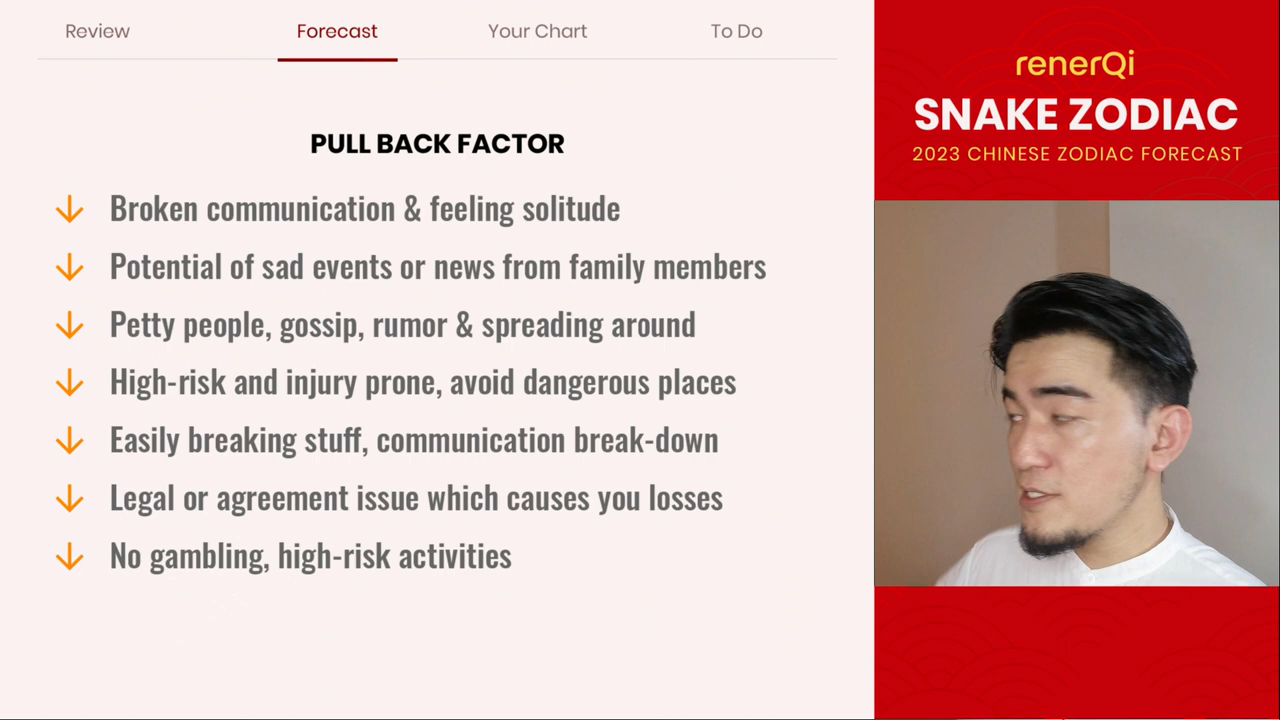 Review
Forecast
Your Chart
To Do
PULL BACK FACTOR
Broken communication & feeling solitude
Potential of sad events or news from family members
Petty people, gossip, rumor & spreading around
High-risk and injury prone, avoid dangerous places
Easily breaking stuff, communication break-down
Legal or agreement issue which causes you losses
No gambling, high-risk activities
renerQi
SNAKE ZODIAC
2023 CHINESE ZODIAC FORECAST